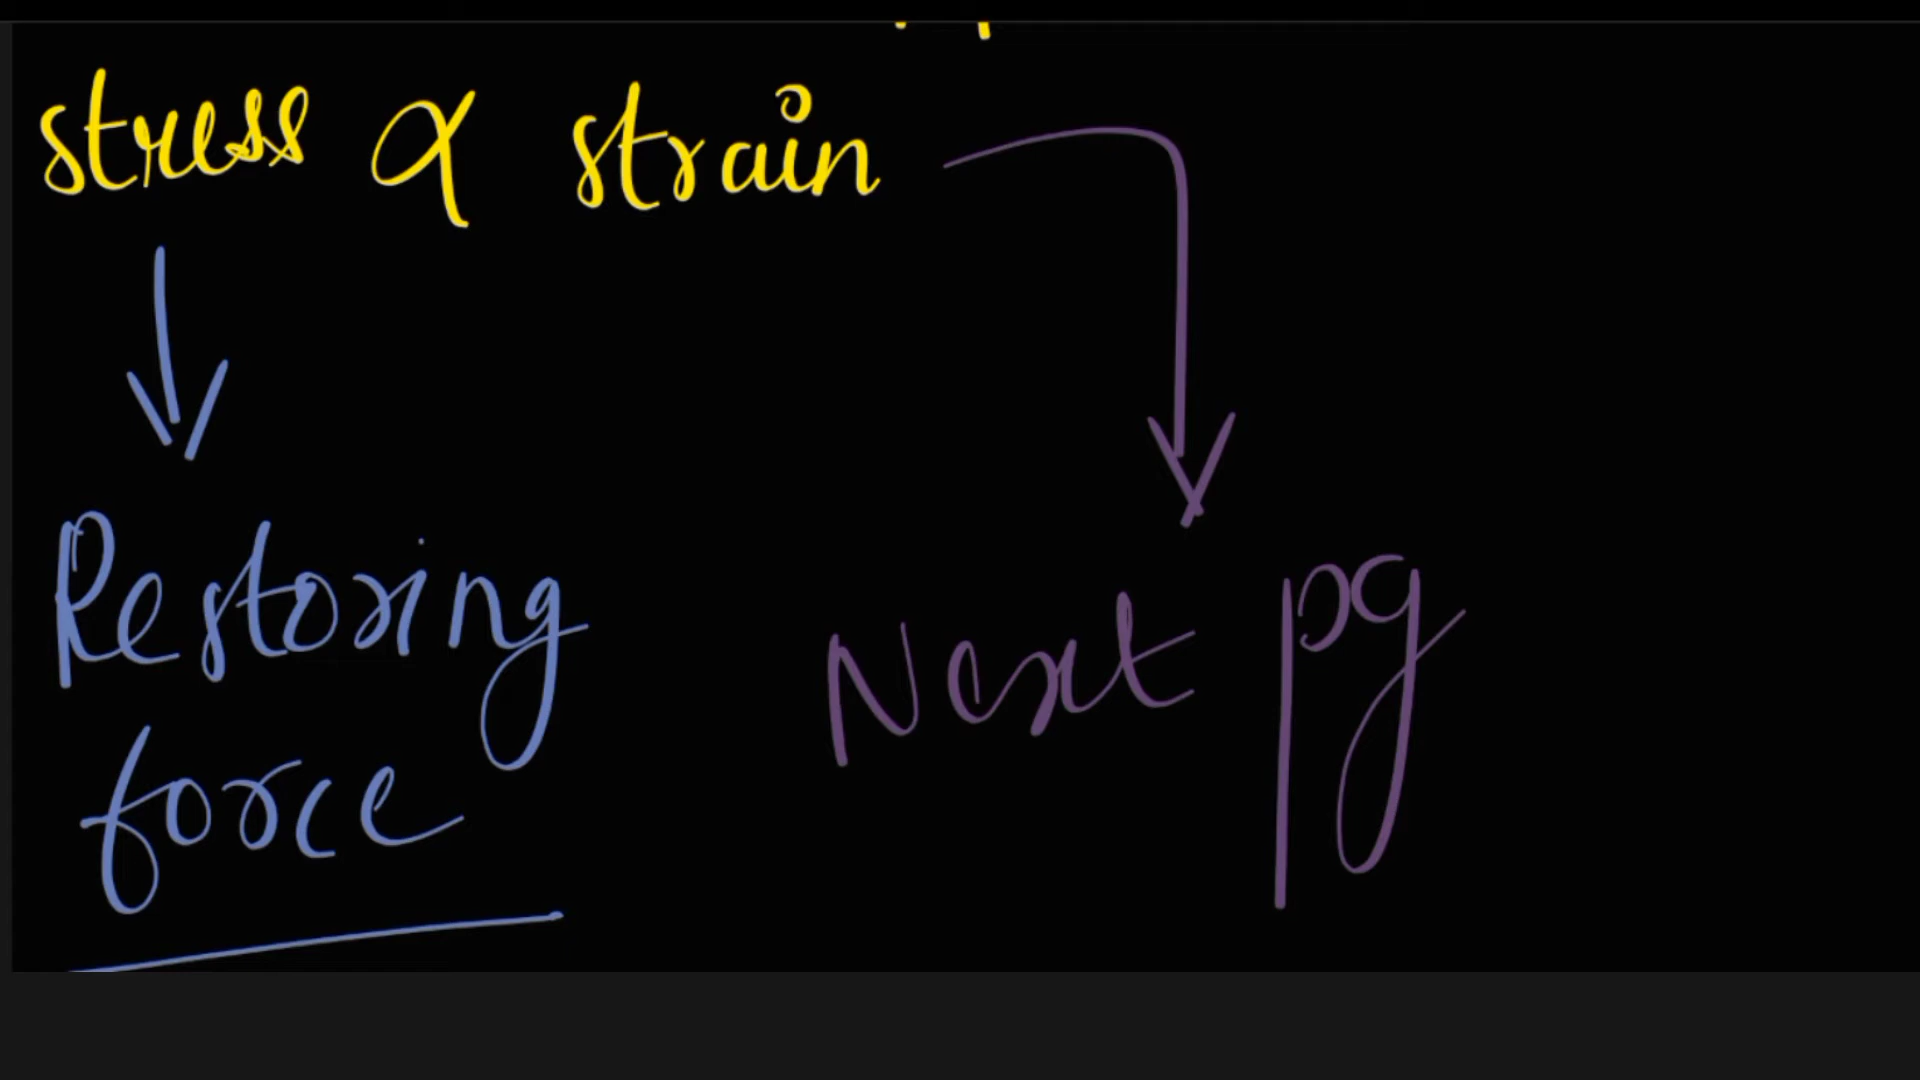 stress α strain
Restoring
force
Next pg